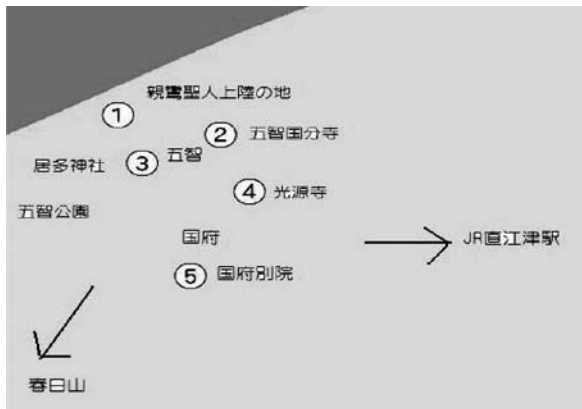 親鸞聖人上陸の地
①
② 五智国分寺
五智
居多神社 ③
④ 光源寺
五智公園
国府
JR直江津駅
⑤ 国府別院
春日山